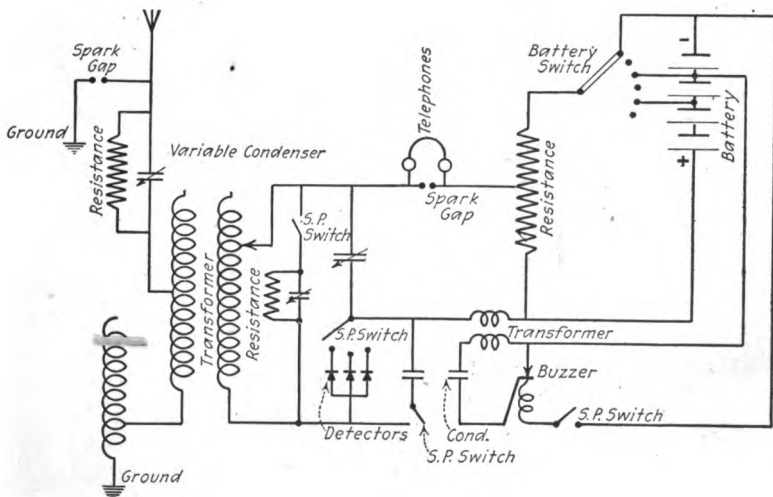 Spark
Gap
Ground
Resistance
Variable Condenser
Transformer
S.P.
Switch
Resistance
Telephones
Spark
Gap
Battery
Switch
-
Battery
+
Resistance
S.P. Switch
Transformer
Buzzer
S.P. Switch
Detectors
Cond.
S.P. Switch
Ground